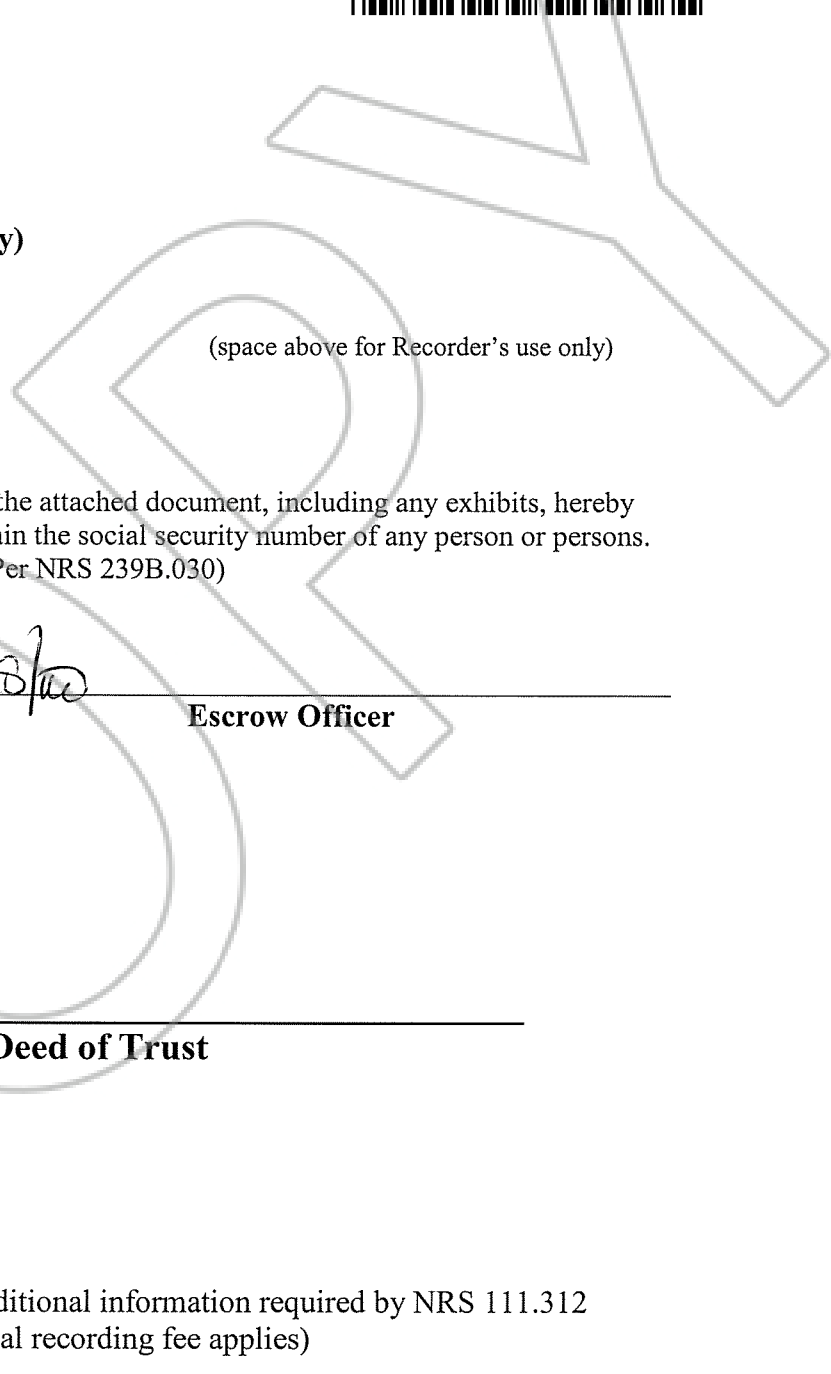 y)
(space above for Recorder's use only)
the attached document, including any exhibits, hereby
ain the social security number of any person or persons.
Per NRS 239B.030)
Escrow Officer
Deed of Trust
ditional information required by NRS 111.312
al recording fee applies)
OPY